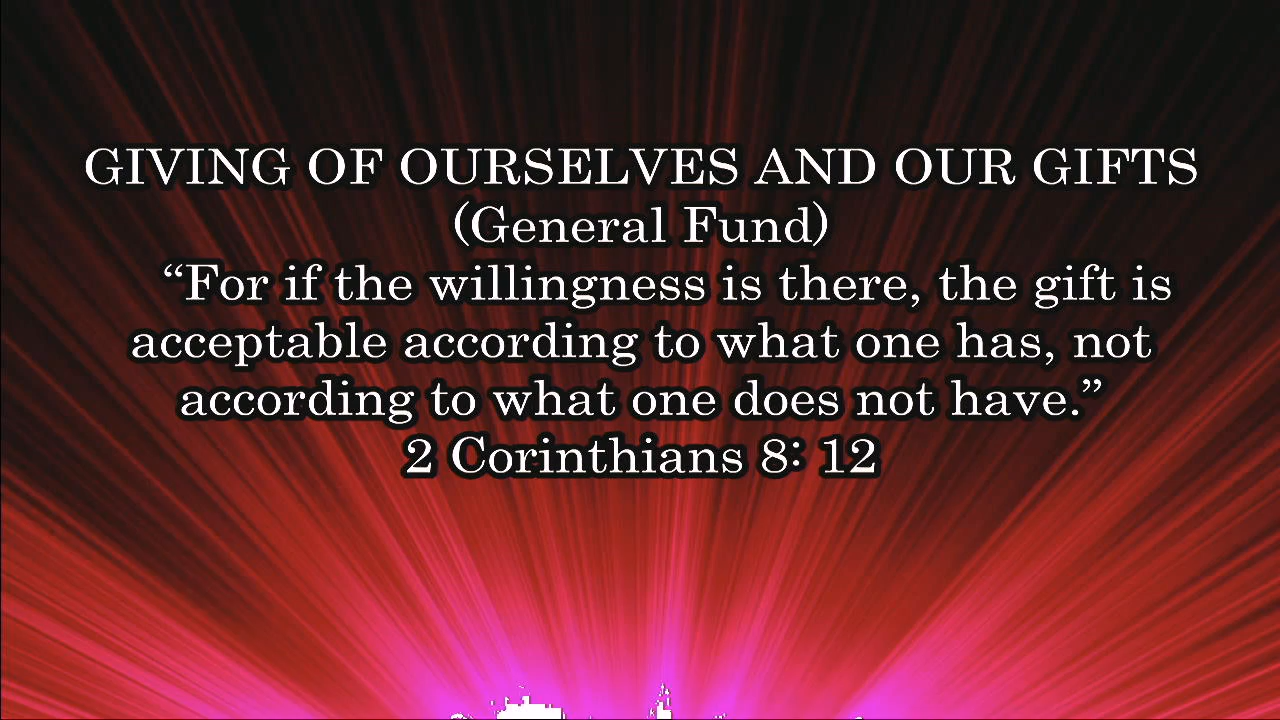 GIVING OF OURSELVES AND OUR GIFTS
(General Fund)
“For if the willingness is there, the gift is
acceptable according to what one has, not
according to what one does not have.”
2 Corinthians 8: 12